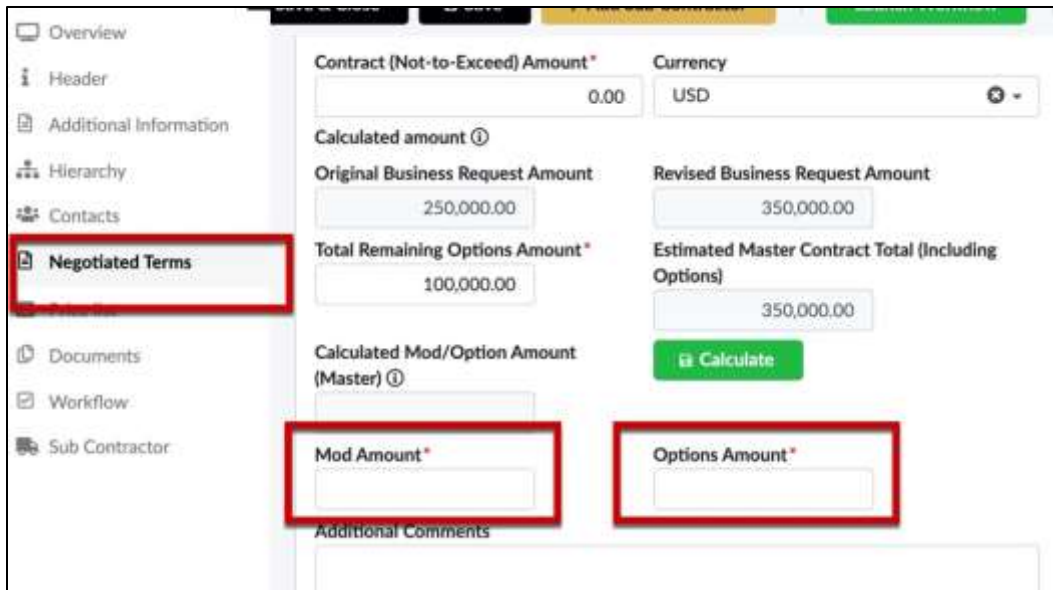 Save & Close
Save
Overview
Header
Additional Information
Hierarchy
Contacts
Negotiated Terms
Documents
Workflow
Sub Contractor
Contract (Not-to-Exceed) Amount*
Currency
0.00
USD
Calculated amount
Original Business Request Amount
Revised Business Request Amount
250,000.00
350,000.00
Total Remaining Options Amount*
Estimated Master Contract Total (Including
Options)
100,000.00
350,000.00
Calculated Mod/Option Amount
(Master)
Calculate
Mod Amount*
Options Amount*
Additional Comments